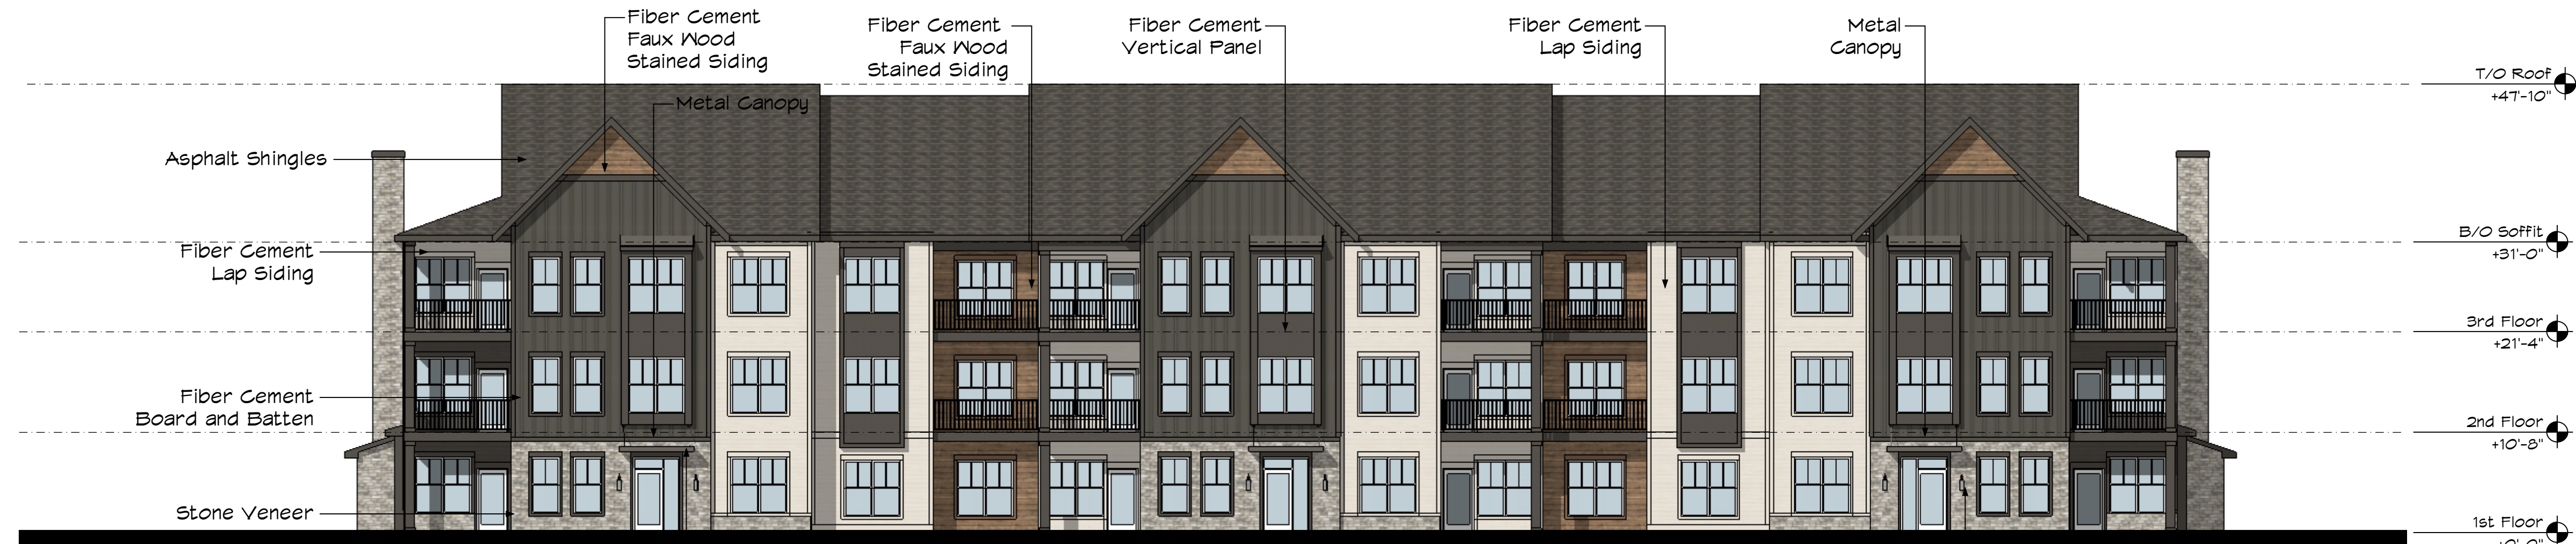 Fiber Cement
Faux Wood
Stained Siding
Fiber Cement
Faux Wood
Stained Siding
Fiber Cement
Vertical Panel
Fiber Cement
Lap Siding
Metal
Canopy
T/O Roof
+47'-10"
Metal Canopy
Asphalt Shingles
Fiber Cement
Lap Siding
B/O Soffit
+31'-0"
3rd Floor
+21'-4"
Fiber Cement
Board and Batten
2nd Floor
+10'-8"
Stone Veneer
1st Floor
+0'-0"